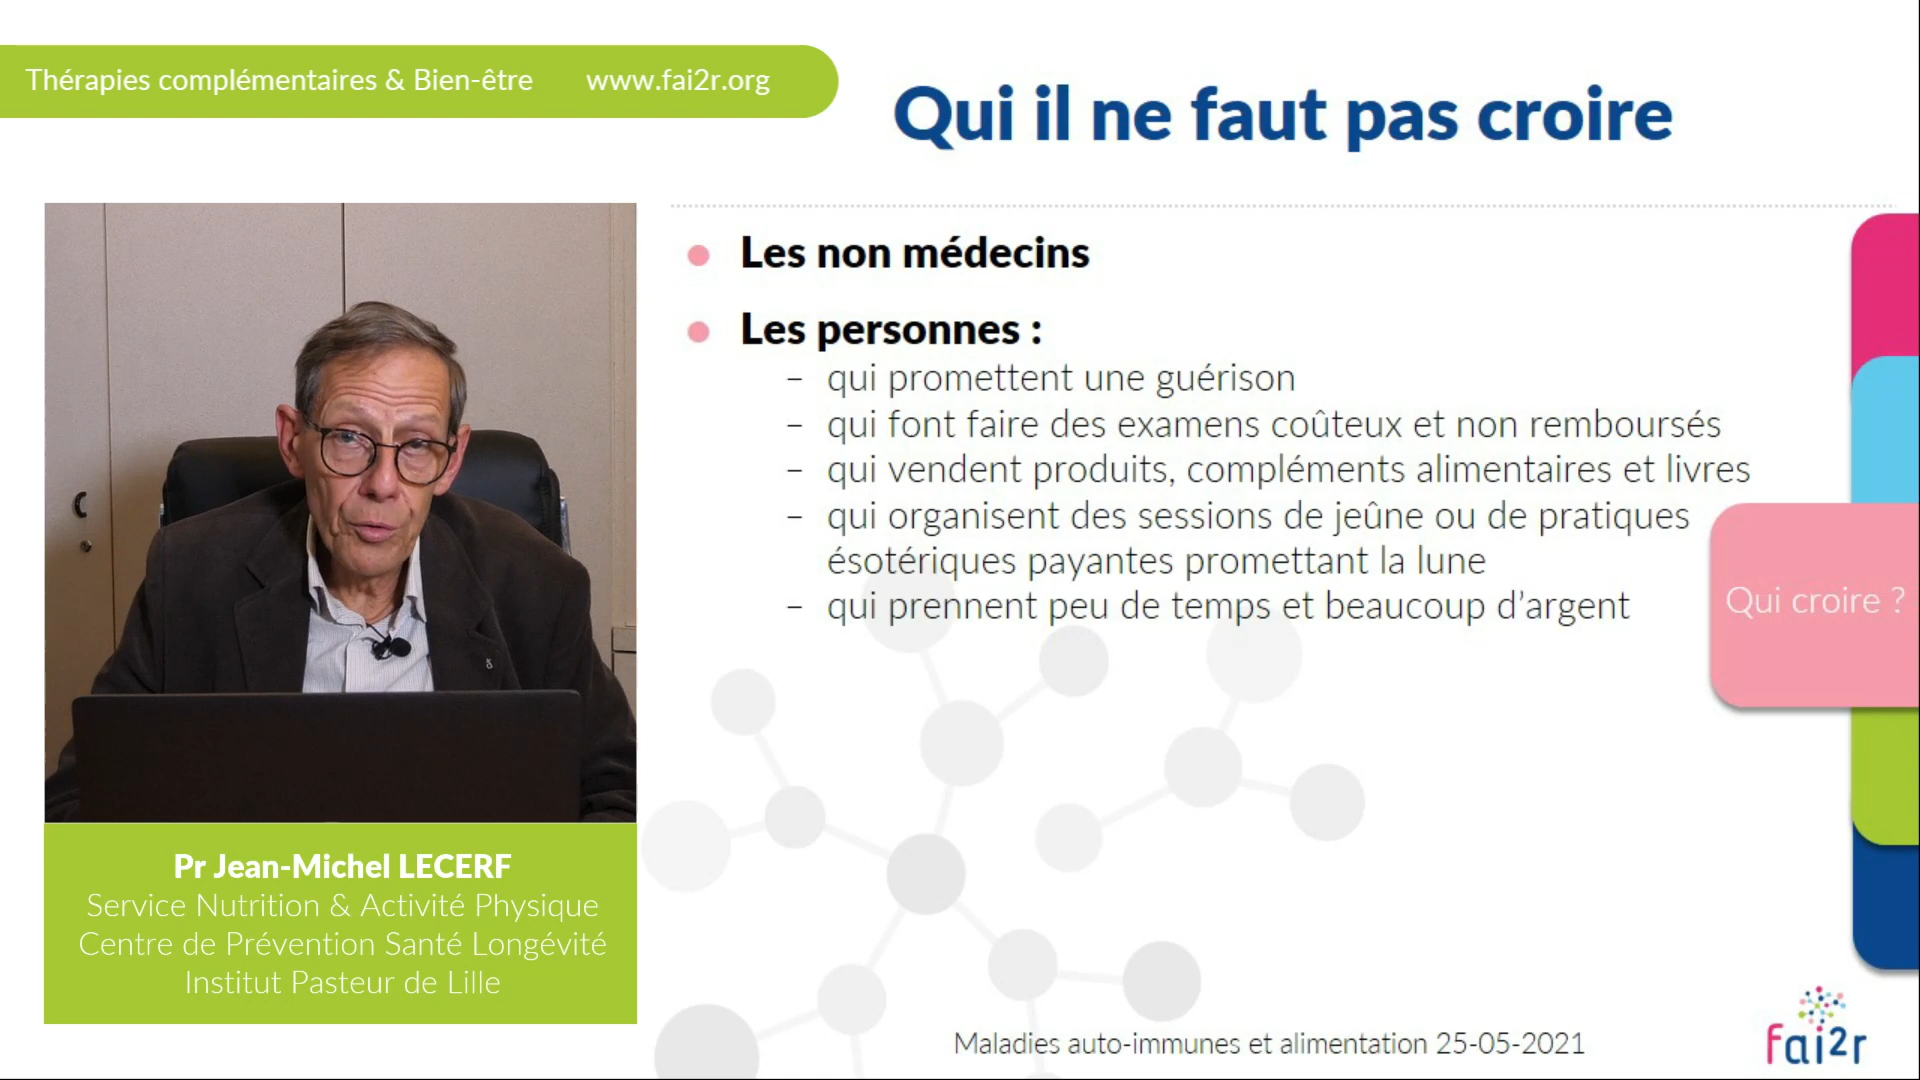 Thérapies complémentaires & Bien-être www.fai2r.org
Qui il ne faut pas croire
Les non médecins
Les personnes :
– qui promettent une guérison
– qui font faire des examens coûteux et non remboursés
– qui vendent produits, compléments alimentaires et livres
– qui organisent des sessions de jeûne ou de pratiques
ésotériques payantes promettant la lune
– qui prennent peu de temps et beaucoup d’argent
Qui croire ?
Pr Jean-Michel LECERF
Service Nutrition & Activité Physique
Centre de Prévention Santé Longévité
Institut Pasteur de Lille
Maladies auto-immunes et alimentation 25-05-2021
fai2r